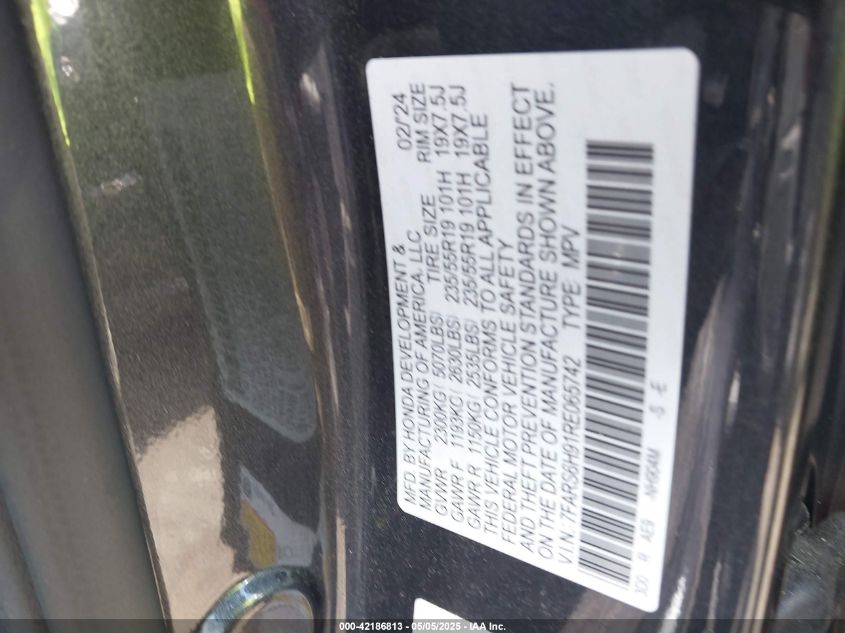 MFD. BY HONDA DEVELOPMENT &
MANUFACTURING OF AMERICA, LLC 02/'24
GVWR 2300KG( 5070LBS) TIRE SIZE RIM SIZE
GAWR F 1193KG( 2630LBS) 235/55R19 101H 19X7.5J
GAWR R 1150KG( 2535LBS) 235/55R19 101H 19X7.5J
THIS VEHICLE CONFORMS TO ALL APPLICABLE
FEDERAL MOTOR VEHICLE SAFETY
AND THEFT PREVENTION STANDARDS IN EFFECT
ON THE DATE OF MANUFACTURE SHOWN ABOVE.
V.I.N.: 7FARS6H91RE065742 TYPE: MPV
300 R AE9 NH904M -S -E
000-42186813 - 05/05/2025 - IAA Inc.